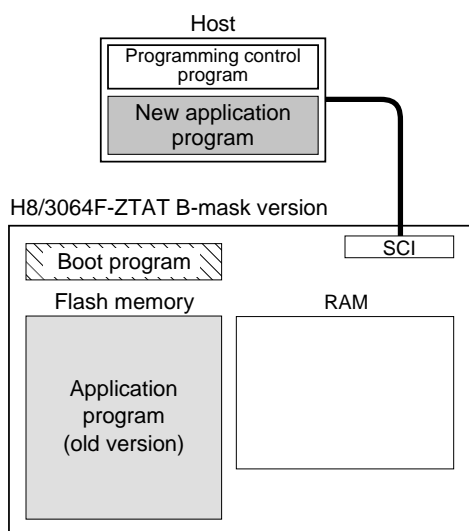 Host
Programming control
program
New application
program
H8/3064F-ZTAT B-mask version
SCI
Boot program
Flash memory
RAM
Application
program
(old version)